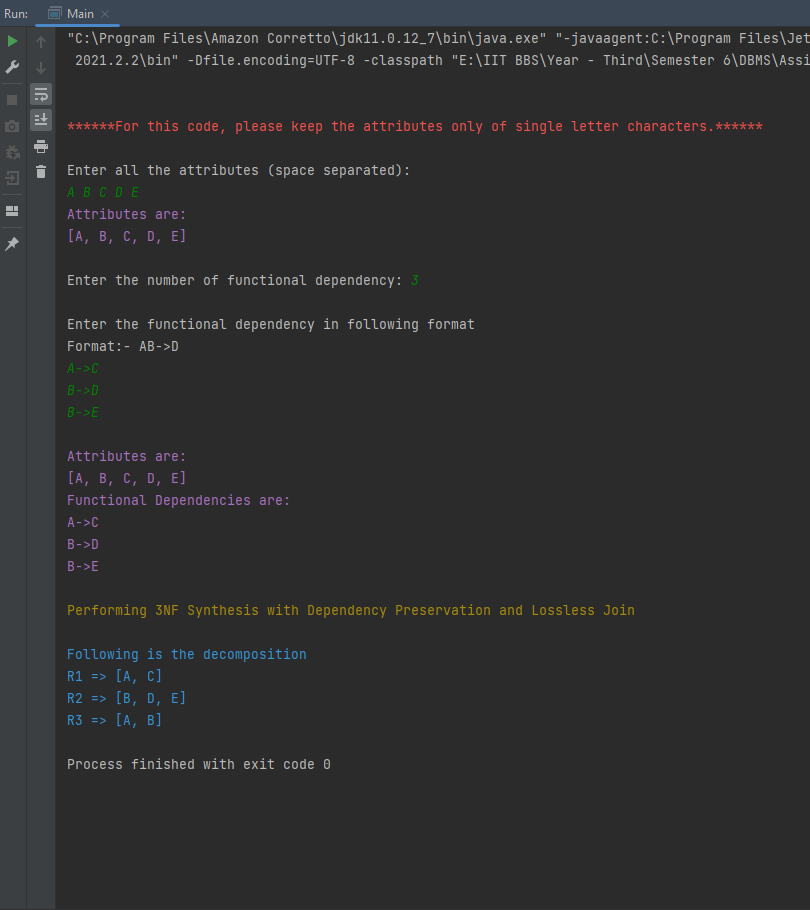 Run: Main
"C:\Program Files\Amazon Corretto\jdk11.0.12_7\bin\java.exe" "-javaagent:C:\Program Files\Jet
2021.2.2\bin" -Dfile.encoding=UTF-8 -classpath "E:\IIT BBS\Year - Third\Semester 6\DBMS\Assi
******For this code, please keep the attributes only of single letter characters.******
Enter all the attributes (space separated):
A B C D E
Attributes are:
[A, B, C, D, E]
Enter the number of functional dependency: 3
Enter the functional dependency in following format
Format:- AB->D
A->C
B->D
B->E
Attributes are:
[A, B, C, D, E]
Functional Dependencies are:
A->C
B->D
B->E
Performing 3NF Synthesis with Dependency Preservation and Lossless Join
Following is the decomposition
R1 => [A, C]
R2 => [B, D, E]
R3 => [A, B]
Process finished with exit code 0